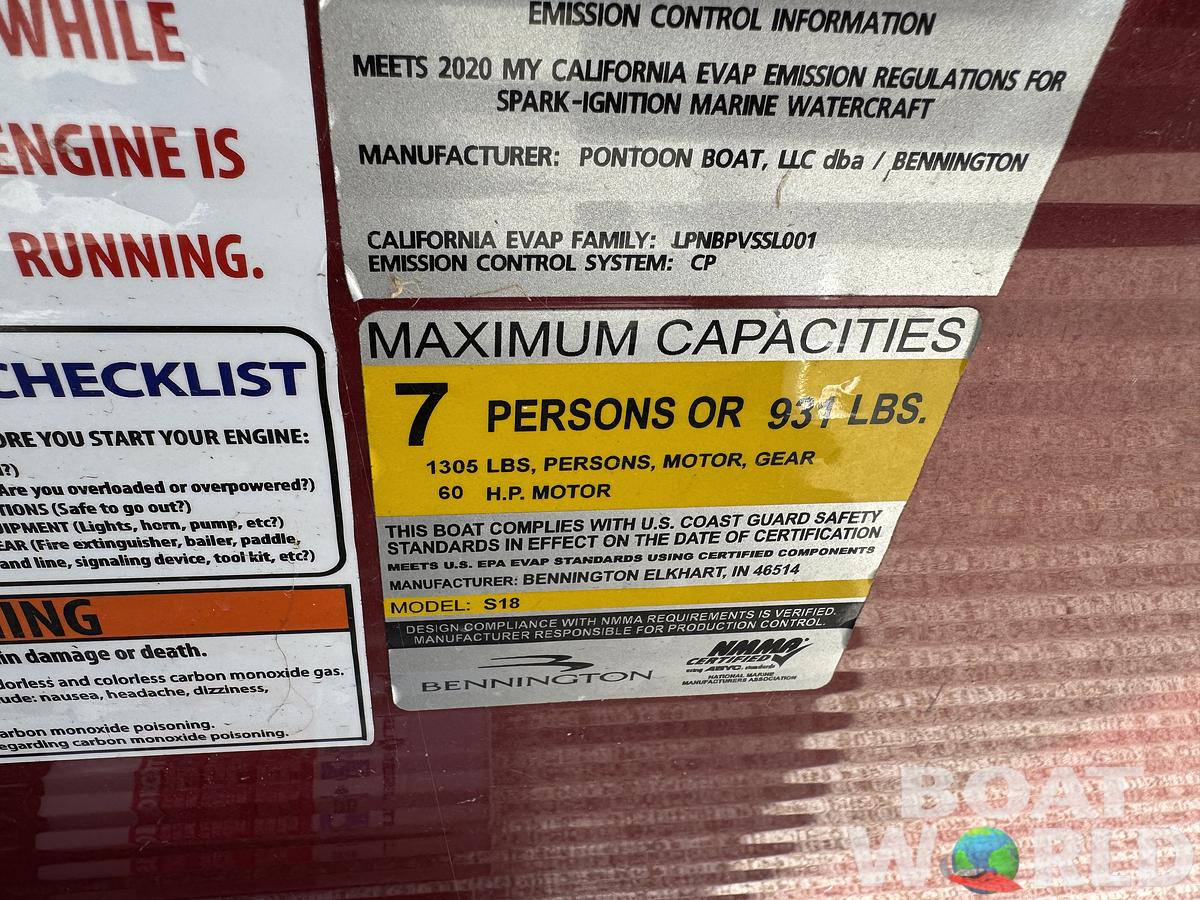 WHILE
ENGINE IS
RUNNING.
CHECKLIST
ORE YOU START YOUR ENGINE:
Are you overloaded or overpowered?)
TIONS (Safe to go out?)
UIPMENT (Lights, horn, pump, etc?)
EAR (Fire extinguisher, bailer, paddle,
and line, signaling device, tool kit, etc?)
NING
in damage or death.
dorless and colorless carbon monoxide gas.
ude: nausea, headache, dizziness,
arbon monoxide poisoning.
egarding carbon monoxide poisoning.
EMISSION CONTROL INFORMATION
MEETS 2020 MY CALIFORNIA EVAP EMISSION REGULATIONS FOR
SPARK-IGNITION MARINE WATERCRAFT
MANUFACTURER: PONTOON BOAT, LLC dba / BENNINGTON
CALIFORNIA EVAP FAMILY: LPNBPVSSL001
EMISSION CONTROL SYSTEM: CP
MAXIMUM CAPACITIES
7 PERSONS OR 931 LBS.
1305 LBS, PERSONS, MOTOR, GEAR
60 H.P. MOTOR
THIS BOAT COMPLIES WITH U.S. COAST GUARD SAFETY
STANDARDS IN EFFECT ON THE DATE OF CERTIFICATION
MEETS U.S. EPA EVAP STANDARDS USING CERTIFIED COMPONENTS
MANUFACTURER: BENNINGTON ELKHART, IN 46514
MODEL: S18
DESIGN COMPLIANCE WITH NMMA REQUIREMENTS IS VERIFIED.
MANUFACTURER RESPONSIBLE FOR PRODUCTION CONTROL.
BENNINGTON
NMMA
CERTIFIED
using ABYC standards
NATIONAL MARINE
MANUFACTURERS ASSOCIATION
BOAT
WORLD